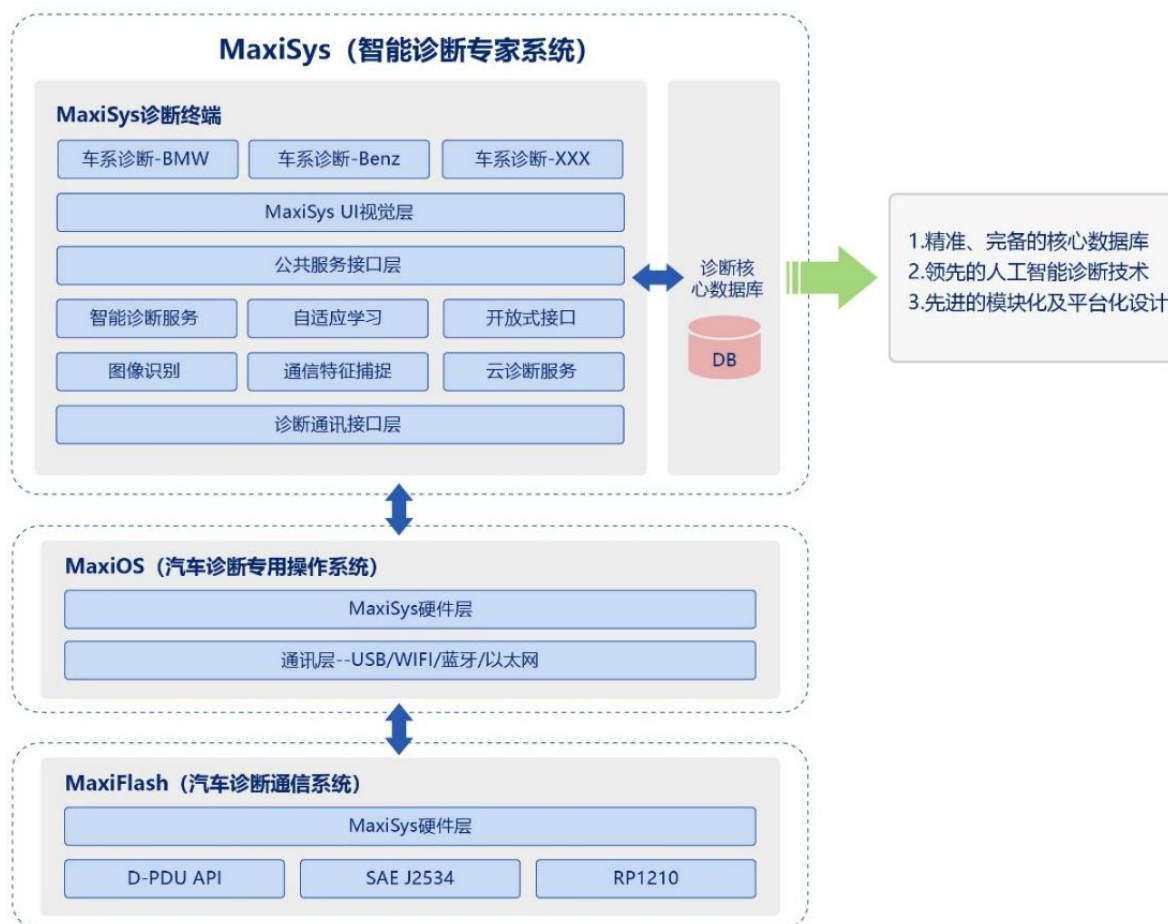 MaxiSys（智能诊断专家系统）
MaxiSys诊断终端
车系诊断-BMW
车系诊断-Benz
车系诊断-XXX
MaxiSys UI视觉层
公共服务接口层
智能诊断服务
自适应学习
开放式接口
图像识别
通信特征捕捉
云诊断服务
诊断通讯接口层
诊断核
心数据库
DB
1.精准、完备的核心数据库
2.领先的人工智能诊断技术
3.先进的模块化及平台化设计
MaxiOS（汽车诊断专用操作系统）
MaxiSys硬件层
通讯层--USB/WIFI/蓝牙/以太网
MaxiFlash（汽车诊断通信系统）
MaxiSys硬件层
D-PDU API
SAE J2534
RP1210